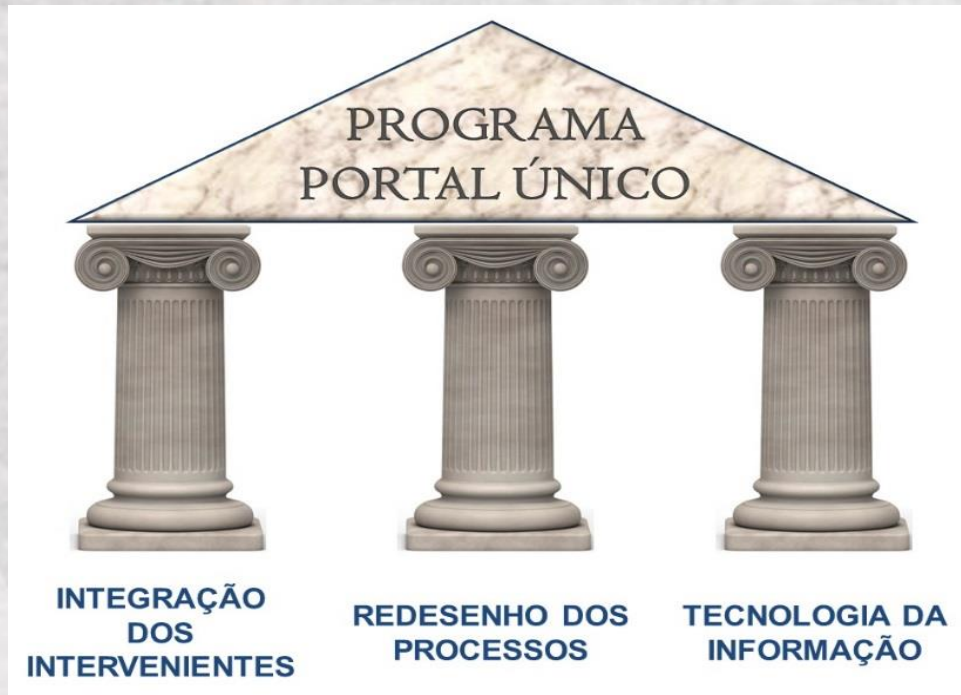 PROGRAMA
PORTAL ÚNICO
INTEGRAÇÃO
DOS
INTERVENIENTES
REDESENHO DOS
PROCESSOS
TECNOLOGIA DA
INFORMAÇÃO